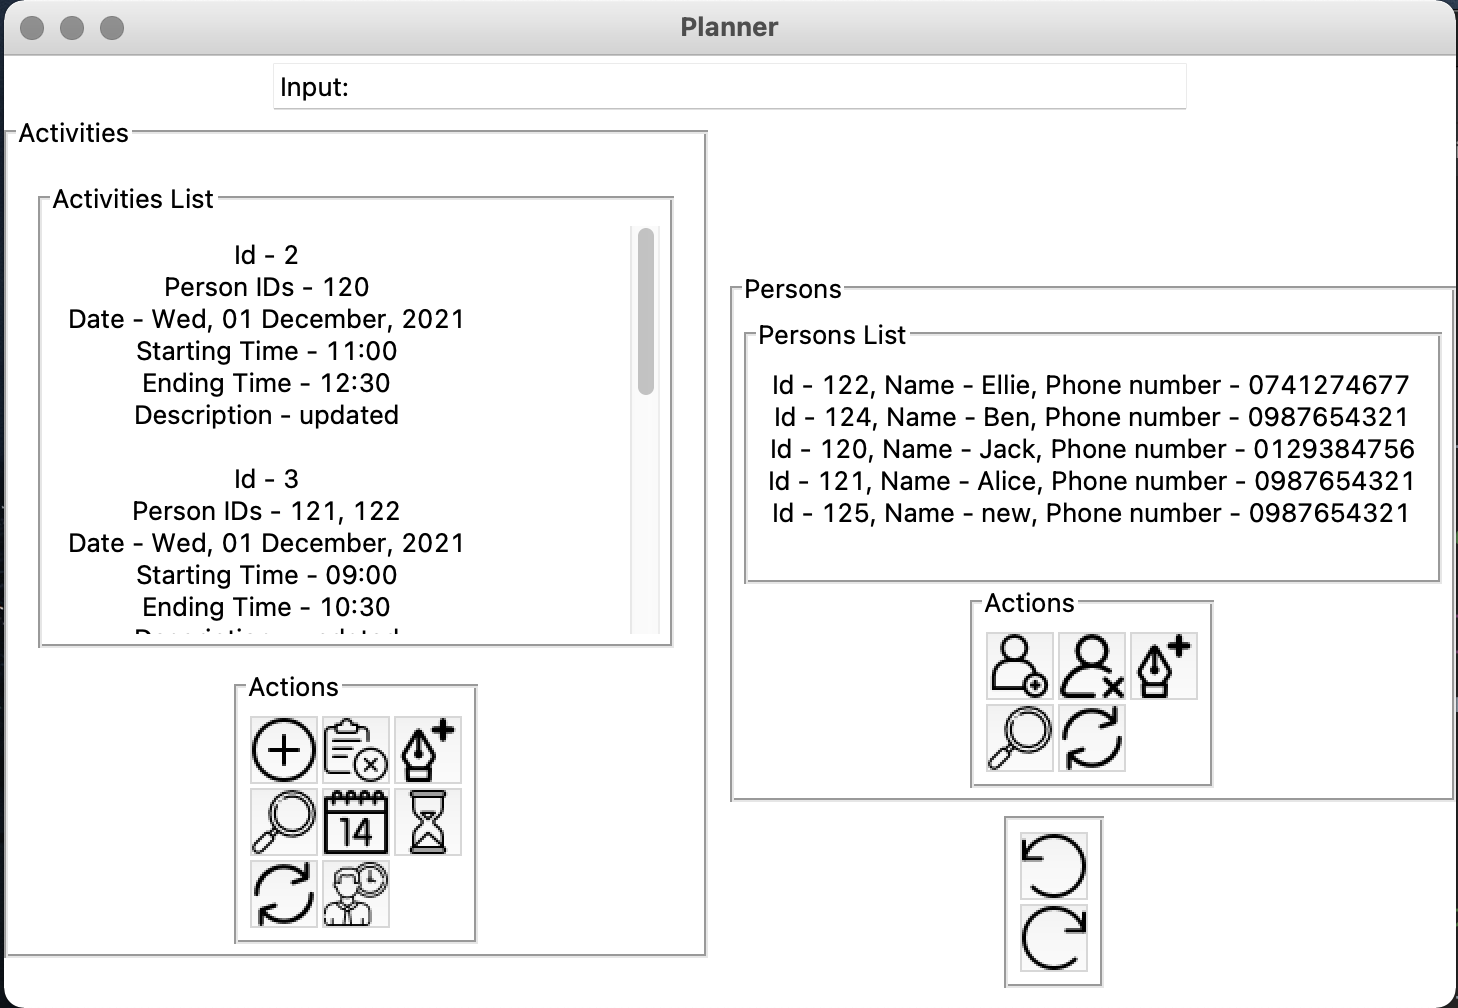 Planner
Input:
Activities
Activities List
Id - 2
Person IDs - 120
Date - Wed, 01 December, 2021
Starting Time - 11:00
Ending Time - 12:30
Description - updated
Id - 3
Person IDs - 121, 122
Date - Wed, 01 December, 2021
Starting Time - 09:00
Ending Time - 10:30
Description - updated
Actions
14
Persons
Persons List
Id - 122, Name - Ellie, Phone number - 0741274677
Id - 124, Name - Ben, Phone number - 0987654321
Id - 120, Name - Jack, Phone number - 0129384756
Id - 121, Name - Alice, Phone number - 0987654321
Id - 125, Name - new, Phone number - 0987654321
Actions